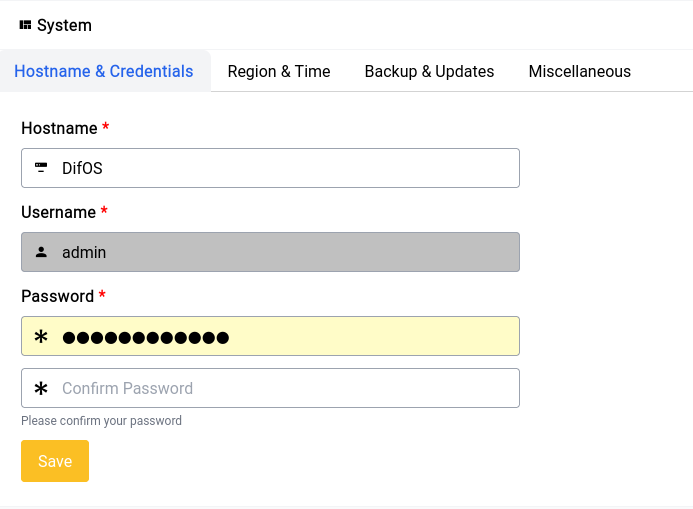 System
Hostname & Credentials Region & Time Backup & Updates Miscellaneous
Hostname *
DifOS
Username *
admin
Password *
●●●●●●●●●●●●
Confirm Password
Please confirm your password
Save